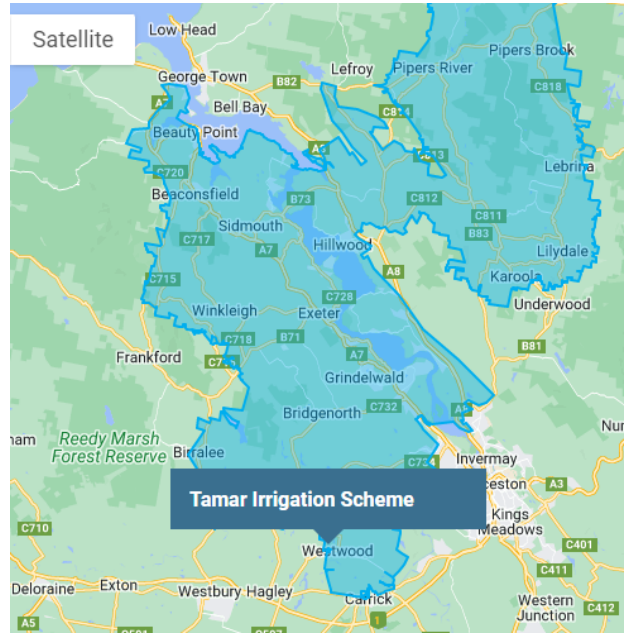 Satellite
Low Head
George Town
B82
Lefroy
Pipers Brook
Pipers River
C818
Bell Bay
C814
Beauty Point
A8
C813
Lebrina
C720
Beaconsfield
B73
C812
C811
Sidmouth
B83
C717
A7
Hillwood
Lilydale
A8
Karoola
C715
C728
Underwood
Winkleigh
Exeter
C718
B71
B81
Frankford
A7
Grindelwald
Bridgenorth
C732
Reedy Marsh
Forest Reserve
Birralee
Invermay
C734
Tamar Irrigation Scheme
ceston
A3
Kings
Meadows
C710
Westwood
C401
Deloraine
Exton
Westbury
Hagley
Carrick
C411
Western
Junction
C412
A5
1